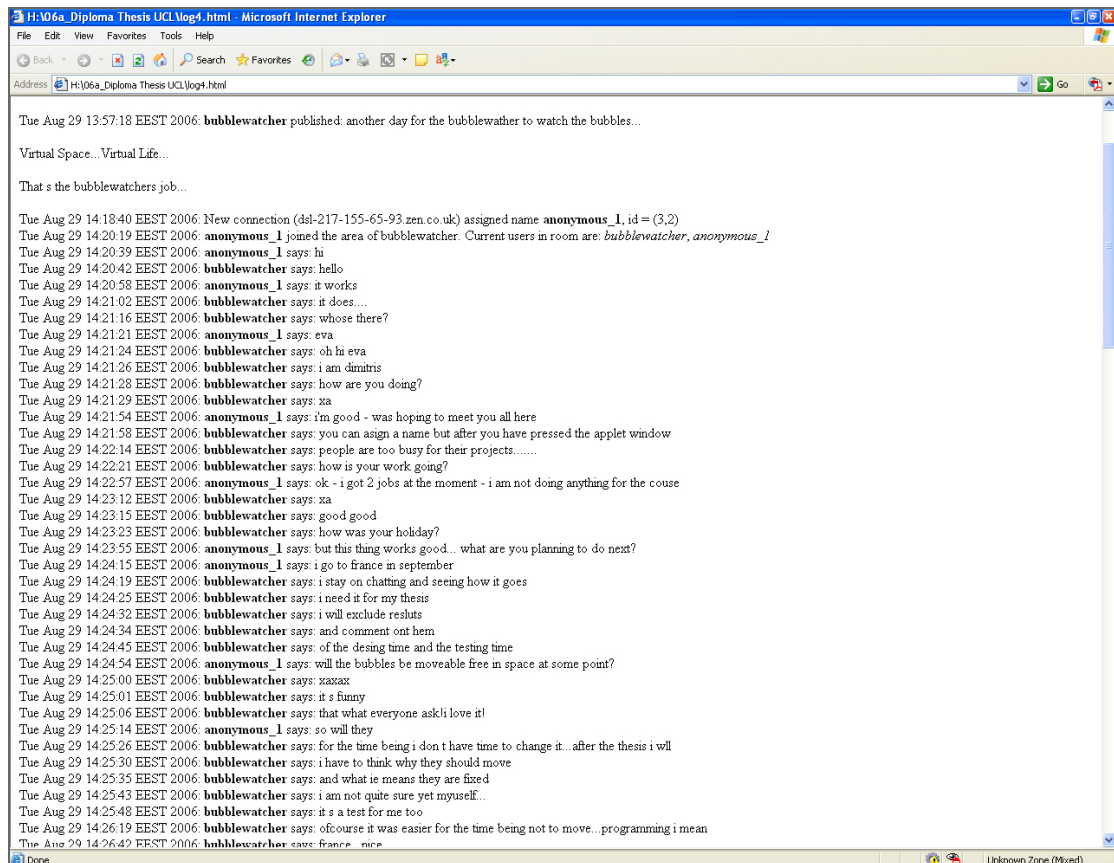 H:\06a_Diploma Thesis UCL\log4.html - Microsoft Internet Explorer
File Edit View Favorites Tools Help
Back Search Favorites
Address H:\06a_Diploma Thesis UCL\log4.html Go
Tue Aug 29 13:57:18 EEST 2006: bubblewatcher published: another day for the bubblewather to watch the bubbles...
Virtual Space...Virtual Life...
That s the bubblewatchers job...
Tue Aug 29 14:18:40 EEST 2006: New connection (dsl-217-155-65-93.zen.co.uk) assigned name anonymous_1, id = (3,2)
Tue Aug 29 14:20:19 EEST 2006: anonymous_1 joined the area of bubblewatcher. Current users in room are: bubblewatcher, anonymous_1
Tue Aug 29 14:20:39 EEST 2006: anonymous_1 says: hi
Tue Aug 29 14:20:42 EEST 2006: bubblewatcher says: hello
Tue Aug 29 14:20:58 EEST 2006: anonymous_1 says: it works
Tue Aug 29 14:21:02 EEST 2006: bubblewatcher says: it does....
Tue Aug 29 14:21:16 EEST 2006: bubblewatcher says: whose there?
Tue Aug 29 14:21:21 EEST 2006: anonymous_1 says: eva
Tue Aug 29 14:21:24 EEST 2006: bubblewatcher says: oh hi eva
Tue Aug 29 14:21:26 EEST 2006: bubblewatcher says: i am dimitris
Tue Aug 29 14:21:28 EEST 2006: bubblewatcher says: how are you doing?
Tue Aug 29 14:21:29 EEST 2006: bubblewatcher says: xa
Tue Aug 29 14:21:54 EEST 2006: anonymous_1 says: i'm good - was hoping to meet you all here
Tue Aug 29 14:21:58 EEST 2006: bubblewatcher says: you can asign a name but after you have pressed the applet window
Tue Aug 29 14:22:14 EEST 2006: bubblewatcher says: people are too busy for their projects.......
Tue Aug 29 14:22:21 EEST 2006: bubblewatcher says: how is your work going?
Tue Aug 29 14:22:57 EEST 2006: anonymous_1 says: ok - i got 2 jobs at the moment - i am not doing anything for the couse
Tue Aug 29 14:23:12 EEST 2006: bubblewatcher says: xa
Tue Aug 29 14:23:15 EEST 2006: bubblewatcher says: good good
Tue Aug 29 14:23:23 EEST 2006: bubblewatcher says: how was your holiday?
Tue Aug 29 14:23:55 EEST 2006: anonymous_1 says: but this thing works good... what are you planning to do next?
Tue Aug 29 14:24:15 EEST 2006: anonymous_1 says: i go to france in september
Tue Aug 29 14:24:19 EEST 2006: bubblewatcher says: i stay on chatting and seeing how it goes
Tue Aug 29 14:24:25 EEST 2006: bubblewatcher says: i need it for my thesis
Tue Aug 29 14:24:32 EEST 2006: bubblewatcher says: i will exclude resluts
Tue Aug 29 14:24:34 EEST 2006: bubblewatcher says: and comment ont hem
Tue Aug 29 14:24:45 EEST 2006: bubblewatcher says: of the desing time and the testing time
Tue Aug 29 14:24:54 EEST 2006: anonymous_1 says: will the bubbles be moveable free in space at some point?
Tue Aug 29 14:25:00 EEST 2006: bubblewatcher says: xaxax
Tue Aug 29 14:25:01 EEST 2006: bubblewatcher says: it s funny
Tue Aug 29 14:25:06 EEST 2006: bubblewatcher says: that what everyone ask!i love it!
Tue Aug 29 14:25:14 EEST 2006: anonymous_1 says: so will they
Tue Aug 29 14:25:26 EEST 2006: bubblewatcher says: for the time being i don t have time to change it...after the thesis i wll
Tue Aug 29 14:25:30 EEST 2006: bubblewatcher says: i have to think why they should move
Tue Aug 29 14:25:35 EEST 2006: bubblewatcher says: and what ie means they are fixed
Tue Aug 29 14:25:43 EEST 2006: bubblewatcher says: i am not quite sure yet myuself...
Tue Aug 29 14:25:48 EEST 2006: bubblewatcher says: it s a test for me too
Tue Aug 29 14:26:19 EEST 2006: bubblewatcher says: ofcourse it was easier for the time being not to move...programming i mean
Tue Aug 29 14:26:42 EEST 2006: bubblewatcher says: france...nice
Done Unknown Zone (Mixed)